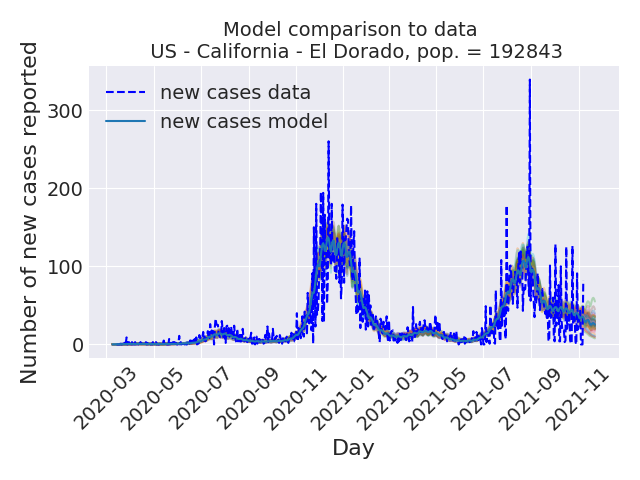 Model comparison to data
US - California - El Dorado, pop. = 192843
Number of new cases reported
new cases data
new cases model
300
200
100
0
2020-03
2020-05
2020-07
2020-09
2020-11
2021-01
2021-03
2021-05
2021-07
2021-09
2021-11
Day